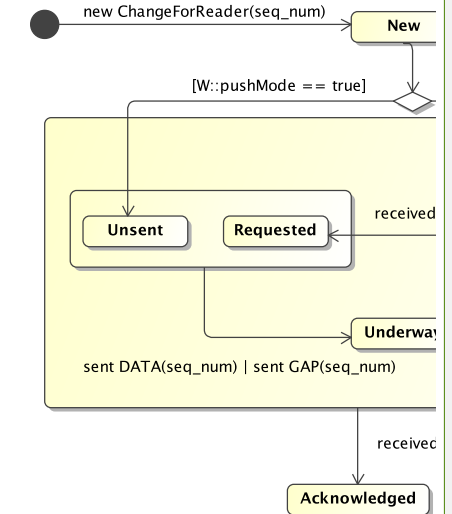 new ChangeForReader(seq_num)
New
[W::pushMode == true]
received
Unsent
Requested
Underway
sent DATA(seq_num) | sent GAP(seq_num)
received
Acknowledged